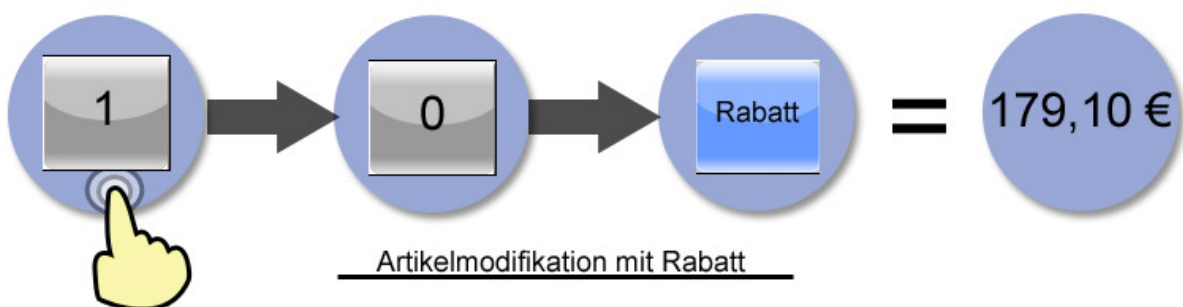 1
0
Rabatt
=
179,10 €
Artikelmodifikation mit Rabatt